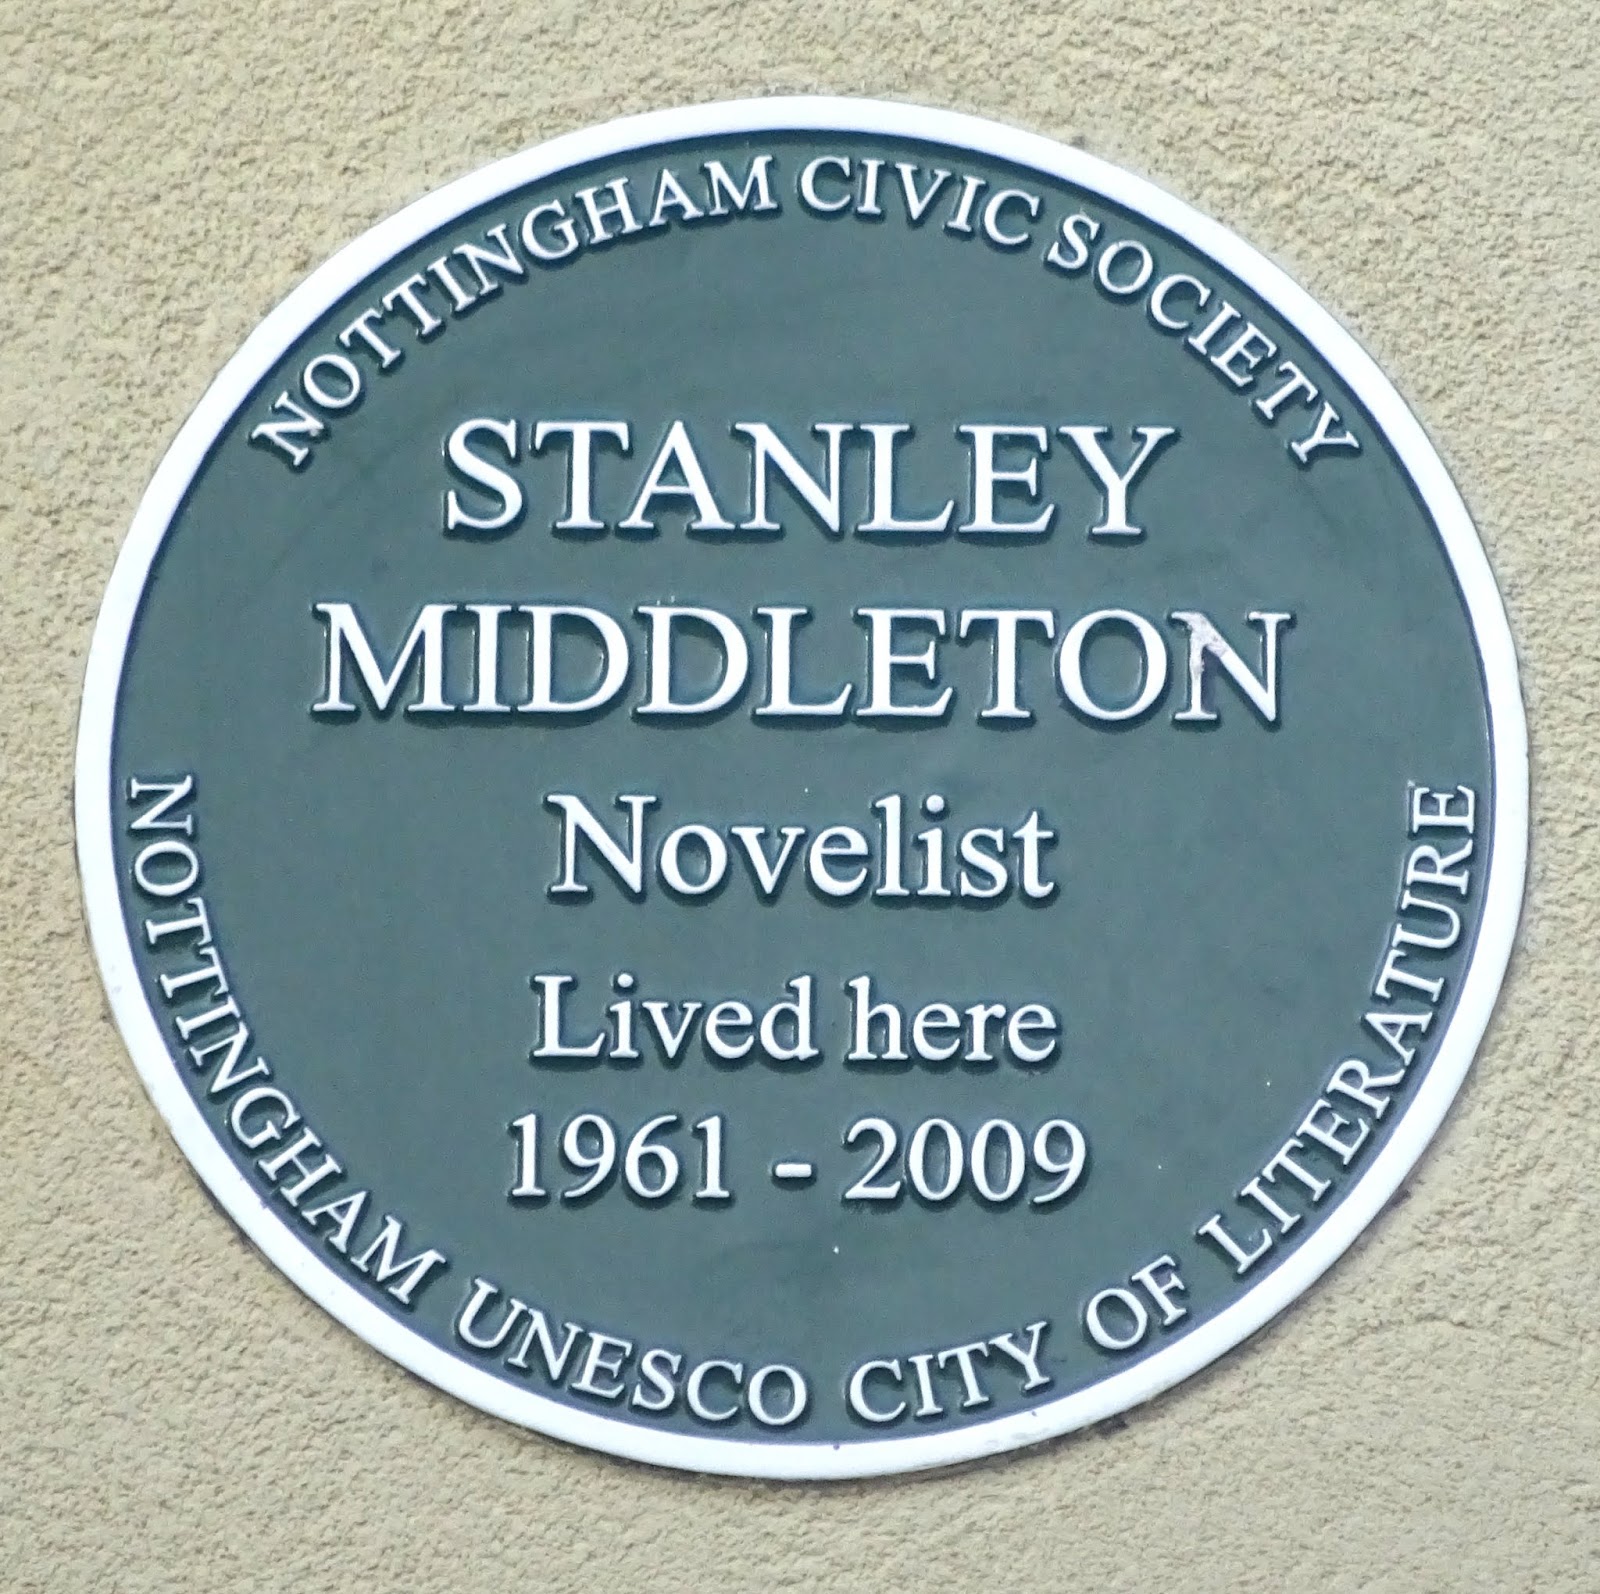 NOTTINGHAM CIVIC SOCIETY
STANLEY
MIDDLETON
Novelist
Lived here
1961 - 2009
NOTTINGHAM UNESCO CITY OF LITERATURE